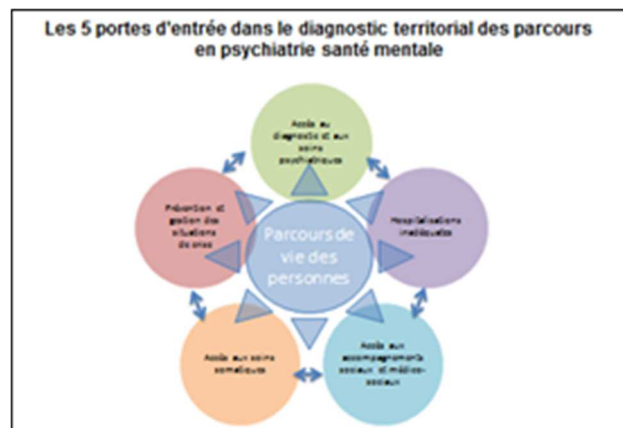 Les 5 portes d'entrée dans le diagnostic territorial des parcours
en psychiatrie santé mentale
Accès au
diagnostic et aux
soins
psychiatriques
Prévention et
gestion des
situations
de crise
Parcours de
vie des
personnes
Hospitalisations
inadéquates
Accès aux soins
somatiques
Accès aux
accompagnements
sociaux et médico-
sociaux